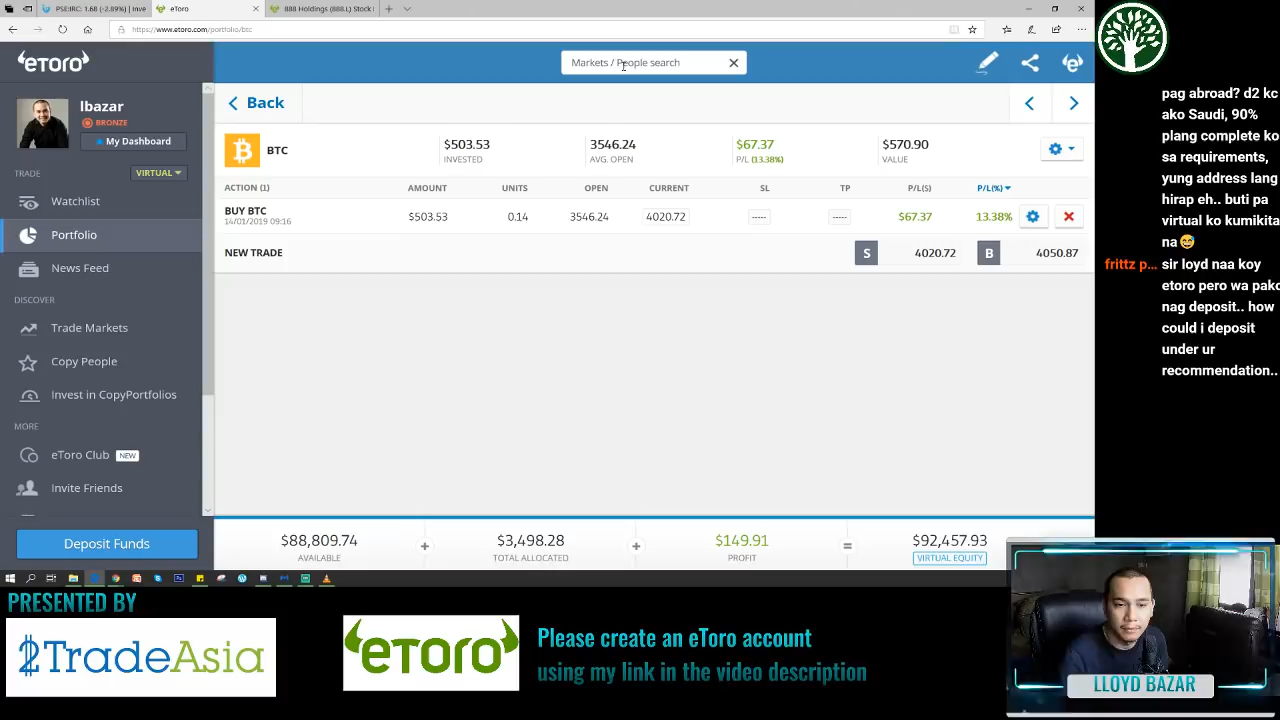 PSE:IRC: 1.68 (-2.89%) | Inve
eToro
888 Holdings (888.L) Stock I
https://www.etoro.com/portfolio/btc
eToro
Markets / People search
lbazar
BRONZE
My Dashboard
Back
BTC
$503.53
INVESTED
3546.24
AVG. OPEN
$67.37
P/L (13.38%)
$570.90
VALUE
TRADE
VIRTUAL
ACTION (1)
AMOUNT
UNITS
OPEN
CURRENT
SL
TP
P/L($)
P/L(%)
BUY BTC
14/01/2019 09:16
$503.53
0.14
3546.24
4020.72
-----
-----
$67.37
13.38%
NEW TRADE
S
4020.72
B
4050.87
Watchlist
Portfolio
News Feed
DISCOVER
Trade Markets
Copy People
Invest in CopyPortfolios
MORE
eToro Club
NEW
Invite Friends
Deposit Funds
$88,809.74
AVAILABLE
+
$3,498.28
TOTAL ALLOCATED
+
$149.91
PROFIT
=
$92,457.93
VIRTUAL EQUITY
pag abroad? d2 kc
ako Saudi, 90%
plang complete ko
sa requirements,
yung address lang
hirap eh.. buti pa
virtual ko kumikita
na 😅
frittz p... sir loyd naa koy
etoro pero wa pako
nag deposit.. how
could i deposit
under ur
recommendation..
PRESENTED BY
2TradeAsia
eToro
Please create an eToro account
using my link in the video description
LLOYD BAZAR